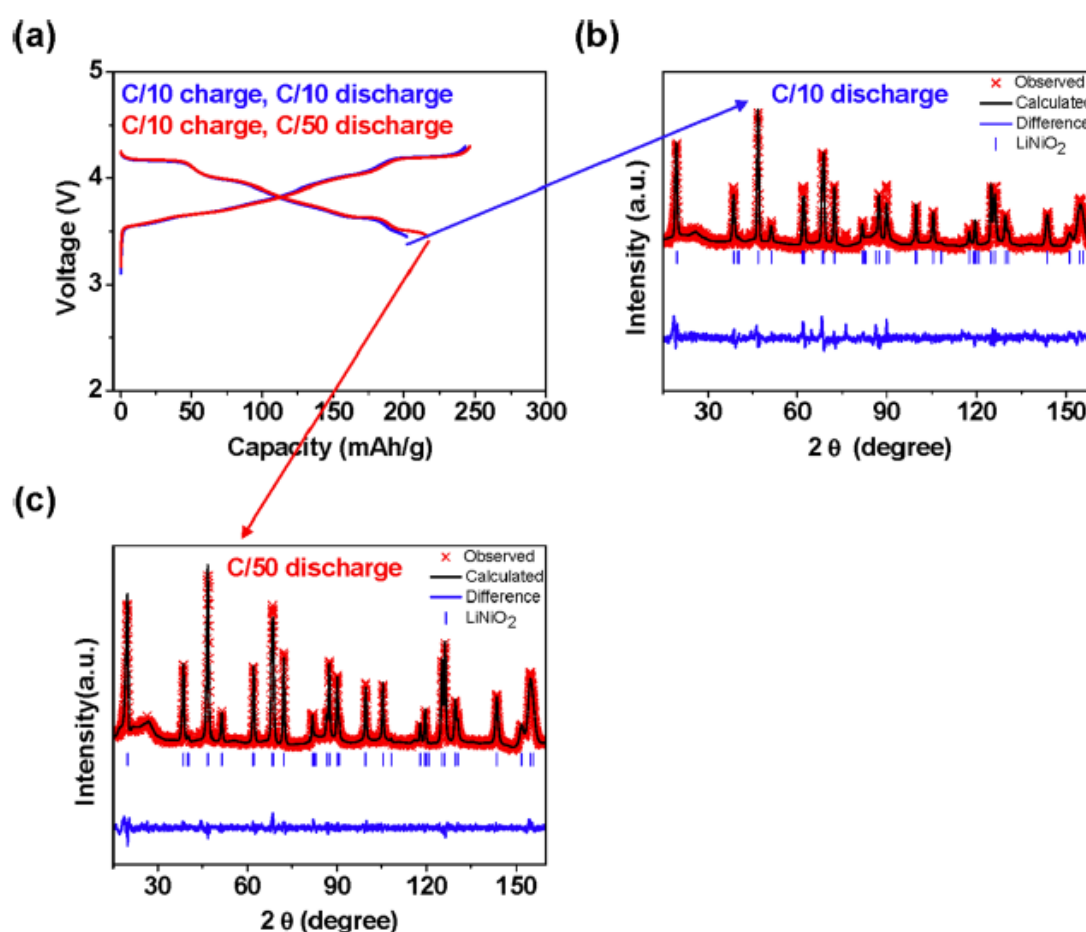 (a)
C/10 charge, C/10 discharge
C/10 charge, C/50 discharge
5
4
3
2
Voltage (V)
0 50 100 150 200 250 300
Capacity (mAh/g)
(b)
C/10 discharge
Observed
Calculated
Difference
LiNiO₂
Intensity (a.u.)
30 60 90 120 150
2 θ (degree)
(c)
C/50 discharge
Observed
Calculated
Difference
LiNiO₂
Intensity(a.u.)
30 60 90 120 150
2 θ (degree)